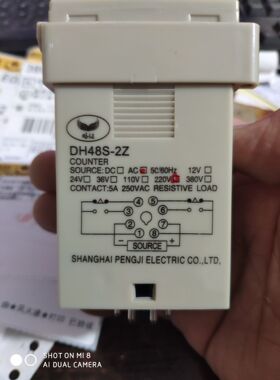 DH48S-2Z
COUNTER
SOURCE: DC AC 50/60Hz 12V
24V 36V 110V 220V 380V
CONTACT:5A 250VAC RESISTIVE LOAD
4 5
3 6
2 7
1 8
- SOURCE +
SHANGHAI PENGJI ELECTRIC CO.,LTD.
SHOT ON MI 8
AI DUAL CAMERA